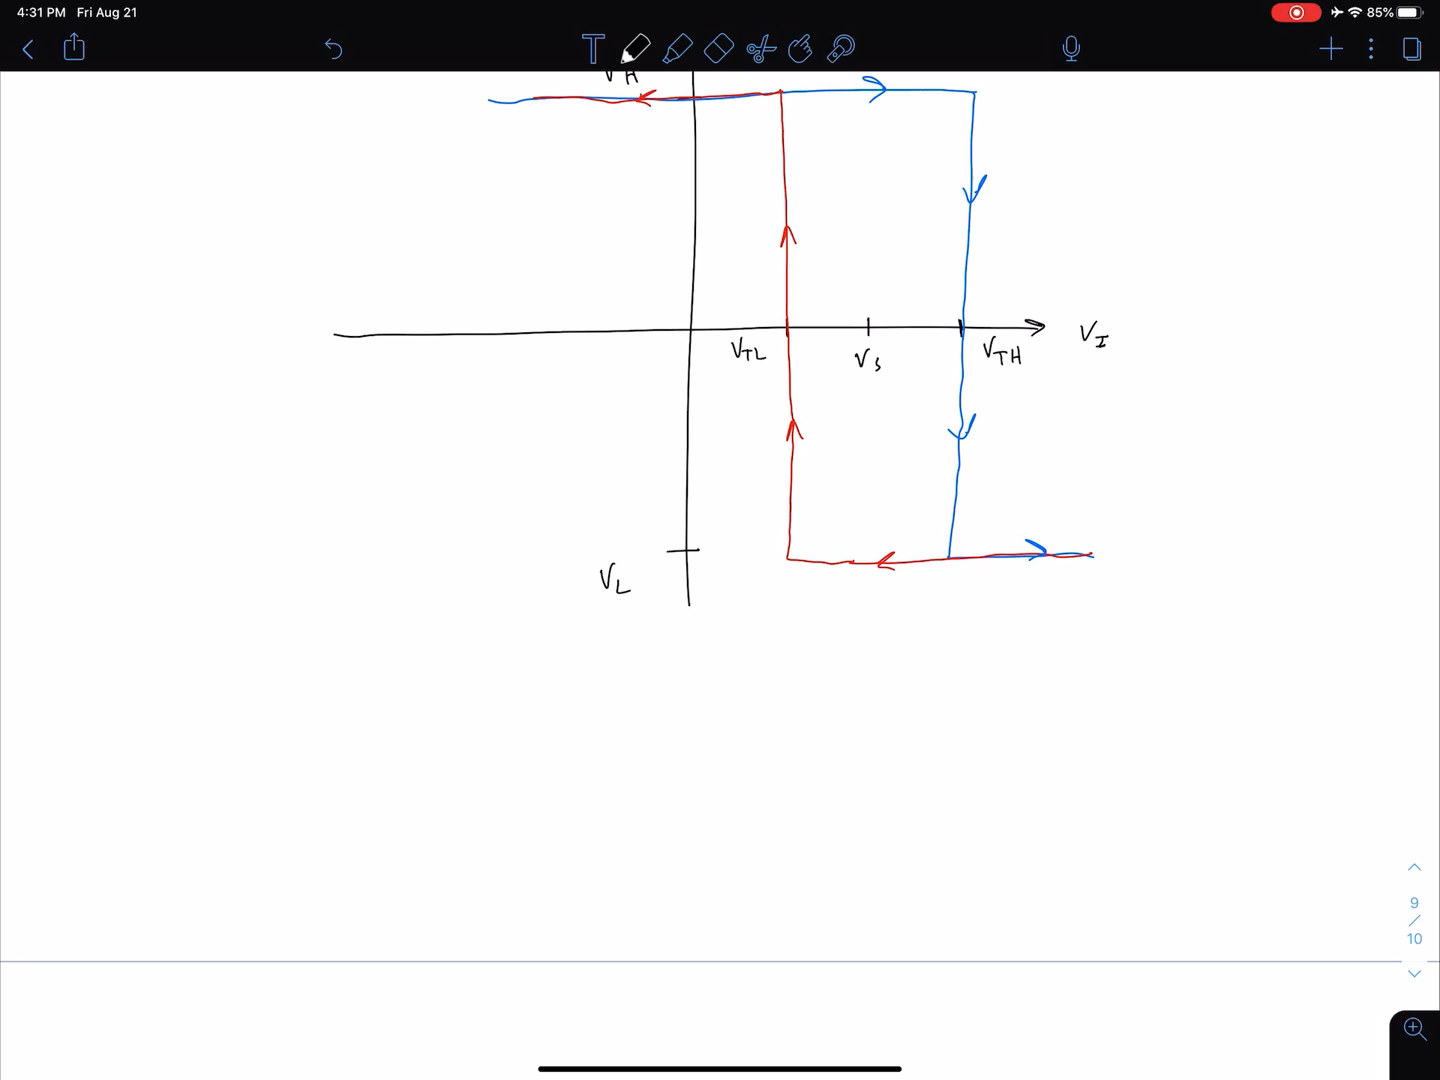 4:31 PM Fri Aug 21
85%
T
V_H
V_TL
V_S
V_TH
V_I
V_L
9
/
10